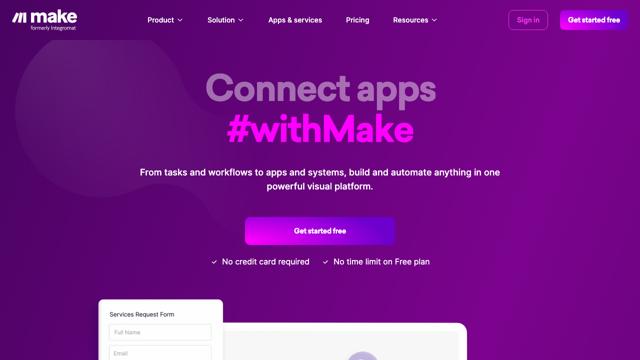 make
formerly Integromat
Product
Solution
Apps & services
Pricing
Resources
Sign in
Get started free
Connect apps
#withMake
From tasks and workflows to apps and systems, build and automate anything in one
powerful visual platform.
Get started free
No credit card required
No time limit on Free plan
Services Request Form
Full Name
Email